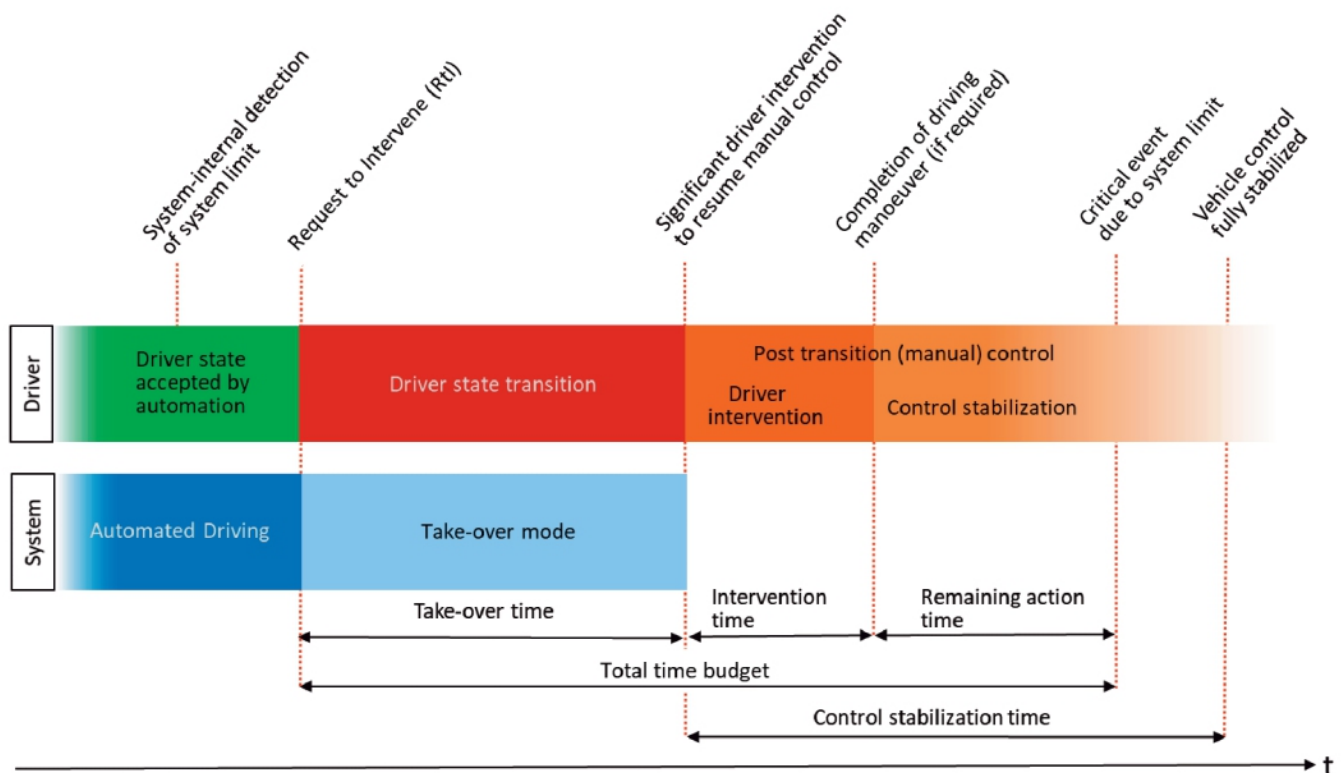 System-internal detection
of system limit
Request to Intervene (RtI)
Significant driver intervention
to resume manual control
Completion of driving
manoeuver (if required)
Critical event
due to system limit
Vehicle control
fully stabilized
Driver
Driver state
accepted by
automation
Driver state transition
Post transition (manual) control
Driver
intervention
Control stabilization
System
Automated Driving
Take-over mode
Take-over time
Intervention
time
Remaining action
time
Total time budget
Control stabilization time
t